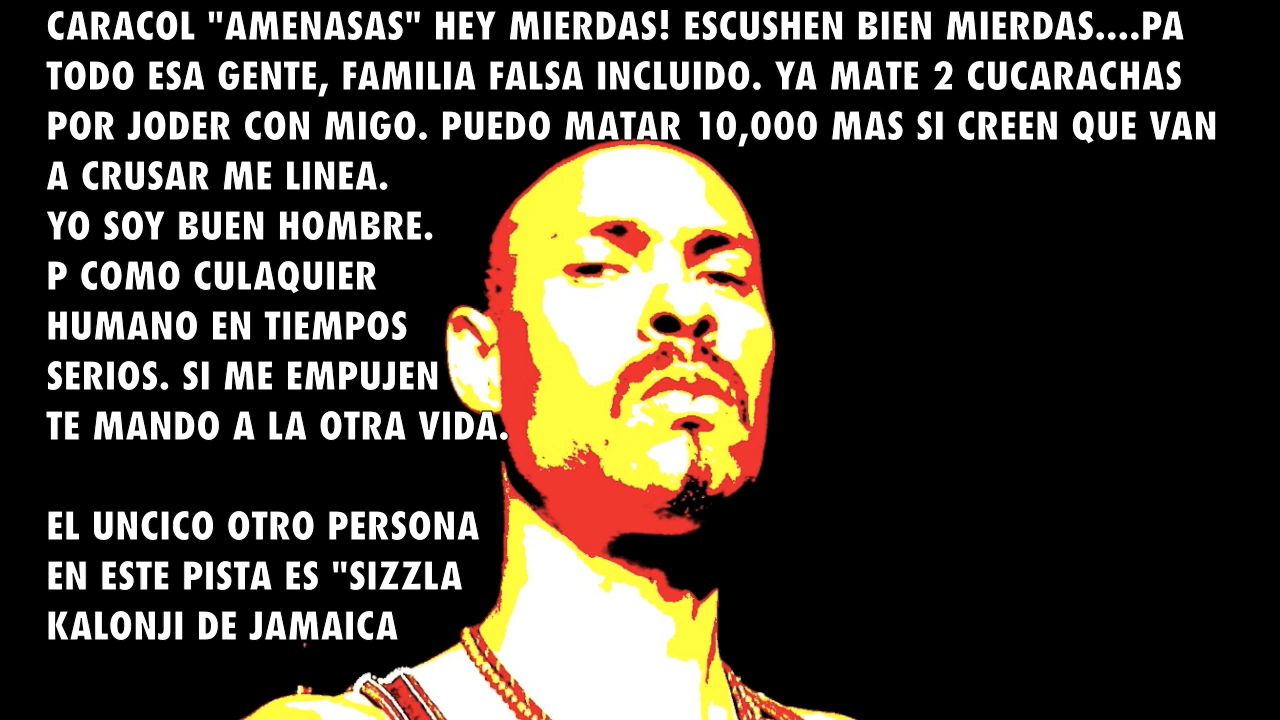 CARACOL "AMENASAS" HEY MIERDAS! ESCUSHEN BIEN MIERDAS....PA
TODO ESA GENTE, FAMILIA FALSA INCLUIDO. YA MATE 2 CUCARACHAS
POR JODER CON MIGO. PUEDO MATAR 10,000 MAS SI CREEN QUE VAN
A CRUSAR ME LINEA.
YO SOY BUEN HOMBRE.
P COMO CULAQUIER
HUMANO EN TIEMPOS
SERIOS. SI ME EMPUJEN
TE MANDO A LA OTRA VIDA.
EL UNCICO OTRO PERSONA
EN ESTE PISTA ES "SIZZLA
KALONJI DE JAMAICA